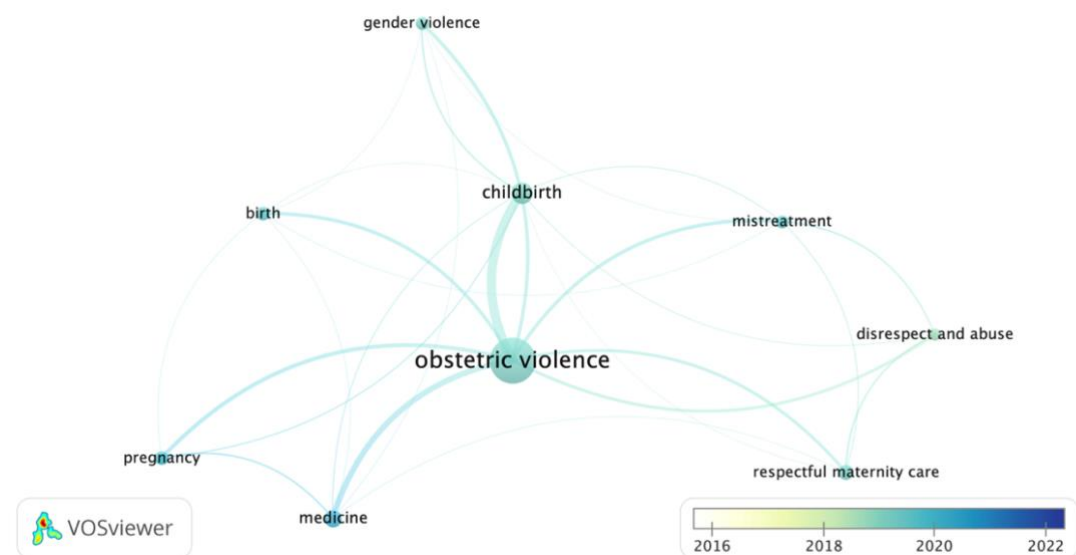 gender violence
childbirth
birth
mistreatment
disrespect and abuse
obstetric violence
pregnancy
respectful maternity care
medicine
VOSviewer
2016 2018 2020 2022